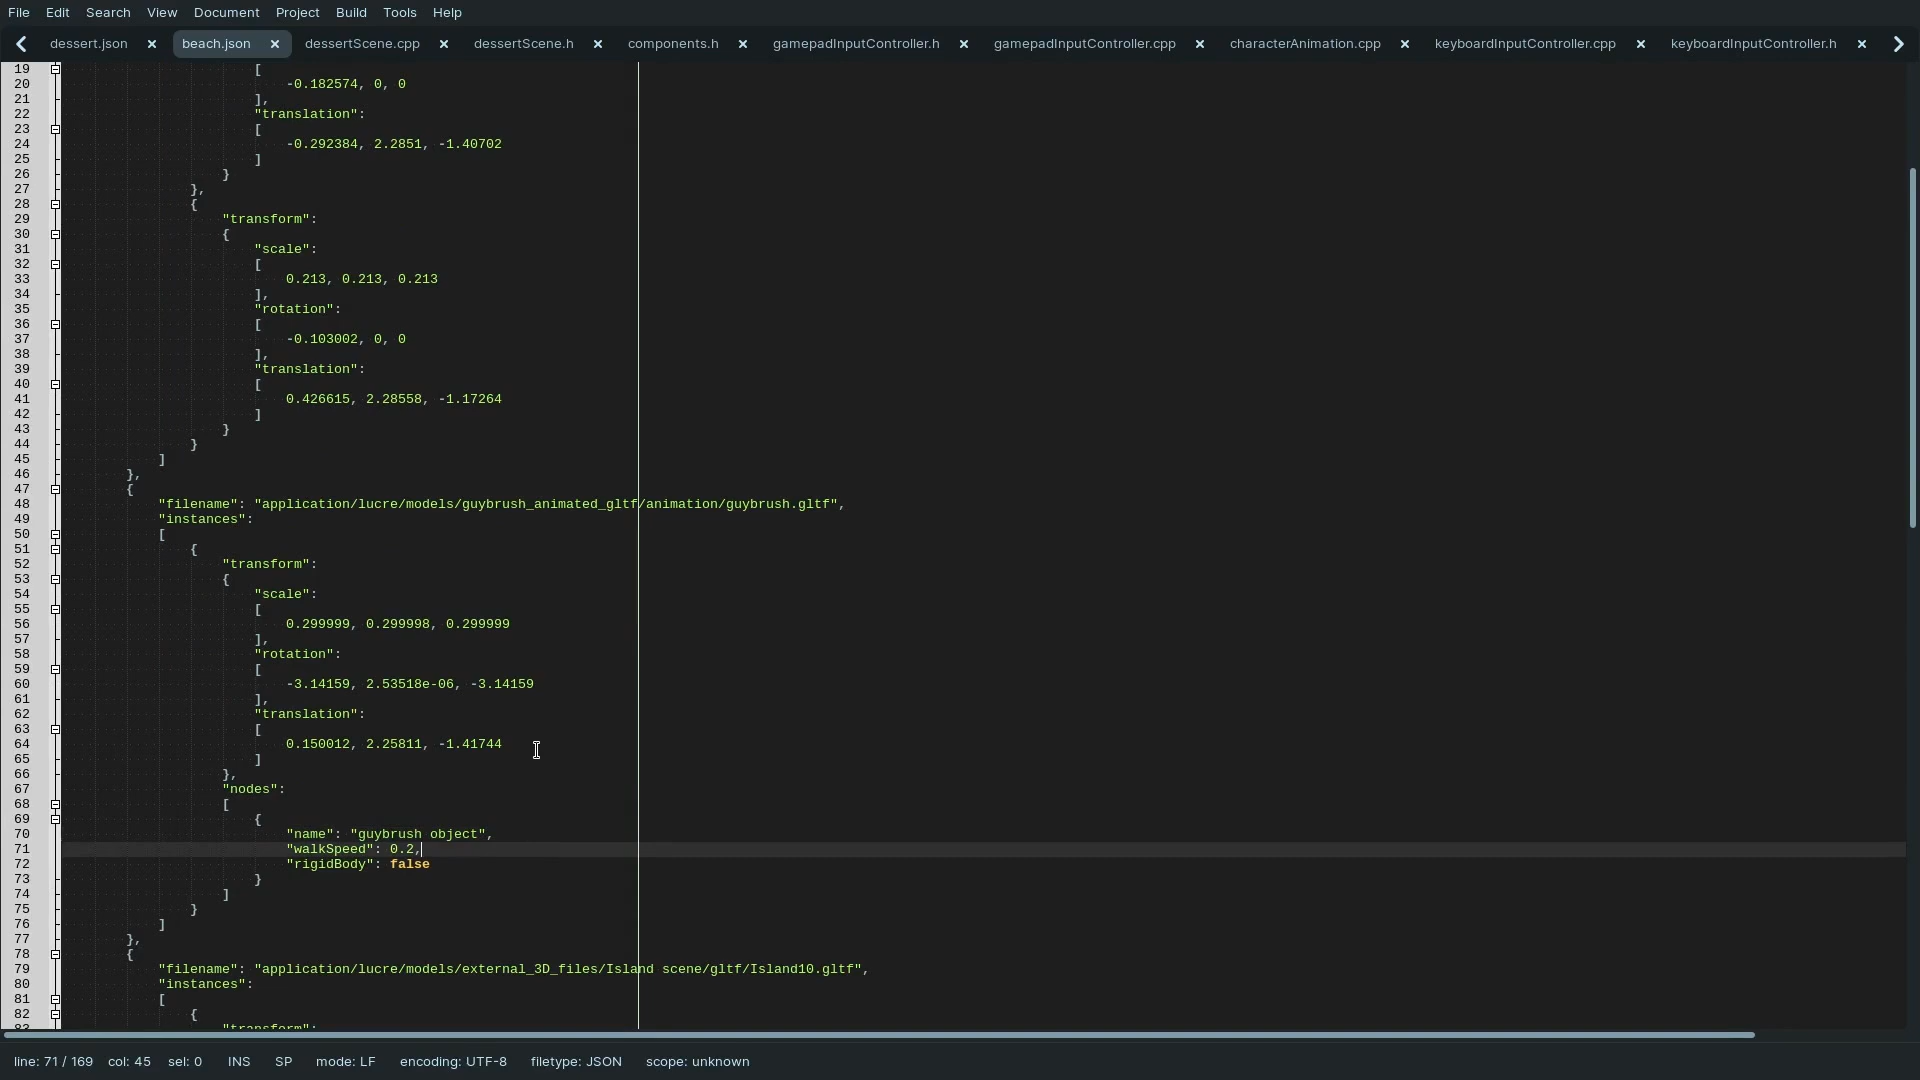 File Edit Search View Document Project Build Tools Help
dessert.json beach.json dessertScene.cpp dessertScene.h components.h gamepadInputController.h gamepadInputController.cpp characterAnimation.cpp keyboardInputController.cpp keyboardInputController.h
19 [
20 -0.182574, 0, 0
21 ],
22 "translation":
23 [
24 -0.292384, 2.2851, -1.40702
25 ]
26 }
27 },
28 {
29 "transform":
30 {
31 "scale":
32 [
33 0.213, 0.213, 0.213
34 ],
35 "rotation":
36 [
37 -0.103002, 0, 0
38 ],
39 "translation":
40 [
41 0.426615, 2.28558, -1.17264
42 ]
43 }
44 }
45 ]
46 },
47 {
48 "filename": "application/lucre/models/guybrush_animated_gltf/animation/guybrush.gltf",
49 "instances":
50 [
51 {
52 "transform":
53 {
54 "scale":
55 [
56 0.299999, 0.299998, 0.299999
57 ],
58 "rotation":
59 [
60 -3.14159, 2.53518e-06, -3.14159
61 ],
62 "translation":
63 [
64 0.150012, 2.25811, -1.41744
65 ]
66 },
67 "nodes":
68 [
69 {
70 "name": "guybrush object",
71 "walkSpeed": 0.2,
72 "rigidBody": false
73 }
74 ]
75 }
76 ]
77 },
78 {
79 "filename": "application/lucre/models/external_3D_files/Island scene/gltf/Island10.gltf",
80 "instances":
81 [
82 {
83 "transform":
line: 71 / 169 col: 45 sel: 0 INS SP mode: LF encoding: UTF-8 filetype: JSON scope: unknown